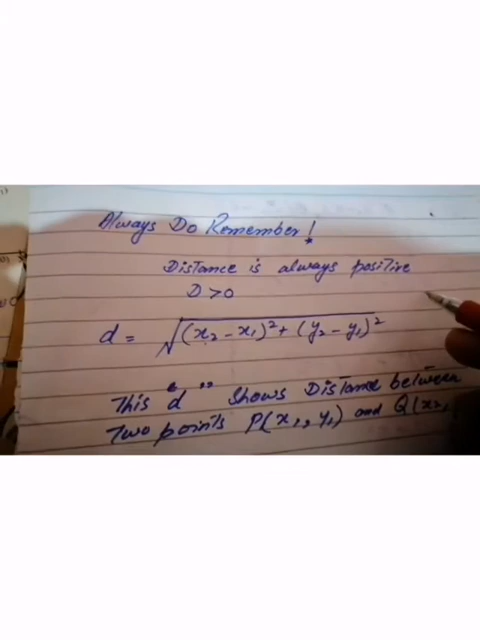 Always Do Remember!
Distance is always positive
D > 0
d = √(x₂ - x₁)² + (y₂ - y₁)²
This "d" shows Distance between
Two points P(x₁, y₁) and Q(x₂,